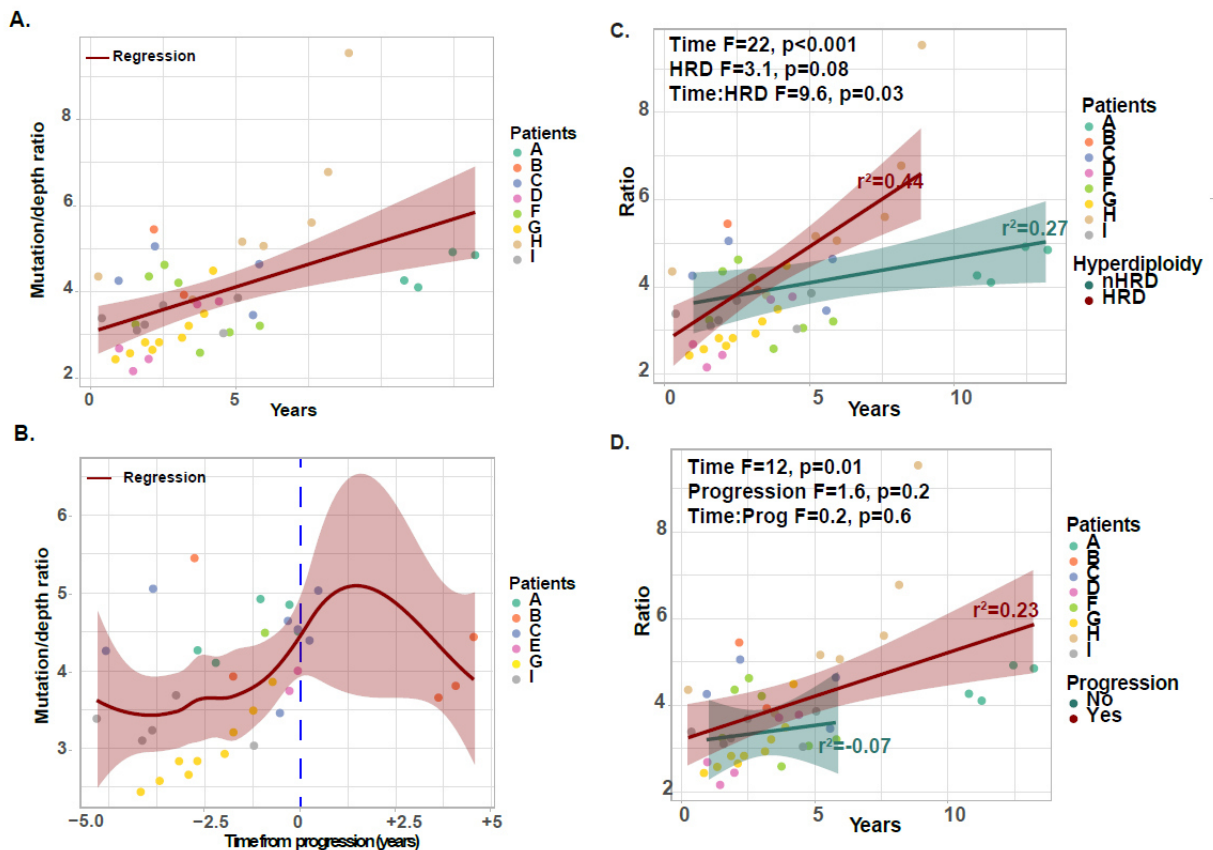 A.
Regression
Mutation/depth ratio
8
6
4
2
0
5
Years
Patients
A
B
C
D
F
G
H
I
B.
Regression
Mutation/depth ratio
6
5
4
3
−5.0
−2.5
0
+2.5
+5
Time from progression (years)
Patients
A
B
C
E
G
I
C.
Time F=22, p<0.001
HRD F=3.1, p=0.08
Time:HRD F=9.6, p=0.03
r²=0.44
r²=0.27
Ratio
8
6
4
2
0
5
10
Years
Patients
A
B
C
D
F
G
H
I
Hyperdiploidy
nHRD
HRD
D.
Time F=12, p=0.01
Progression F=1.6, p=0.2
Time:Prog F=0.2, p=0.6
r²=0.23
r²=-0.07
Ratio
8
6
4
2
0
5
10
Years
Patients
A
B
C
D
F
G
H
I
Progression
No
Yes